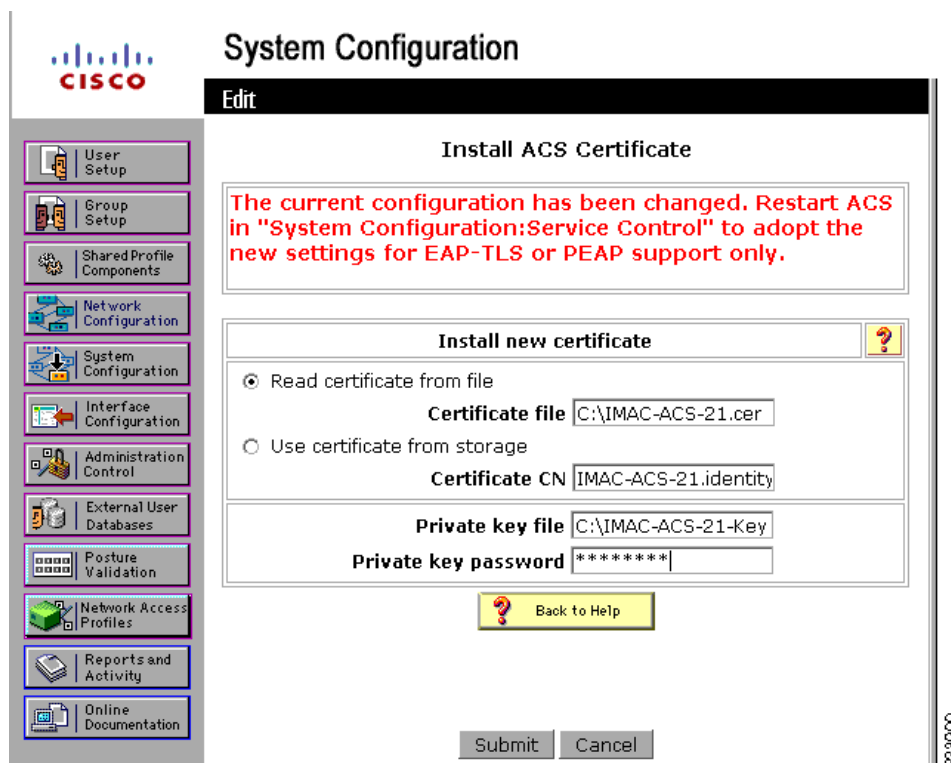 CISCO
System Configuration
Edit
User
Setup
Group
Setup
Shared Profile
Components
Network
Configuration
System
Configuration
Interface
Configuration
Administration
Control
External User
Databases
Posture
Validation
Network Access
Profiles
Reports and
Activity
Online
Documentation
Install ACS Certificate
The current configuration has been changed. Restart ACS
in "System Configuration:Service Control" to adopt the
new settings for EAP-TLS or PEAP support only.
Install new certificate ?
Read certificate from file
Certificate file C:\IMAC-ACS-21.cer
Use certificate from storage
Certificate CN IMAC-ACS-21.identity
Private key file C:\IMAC-ACS-21-Key
Private key password ********
? Back to Help
Submit Cancel